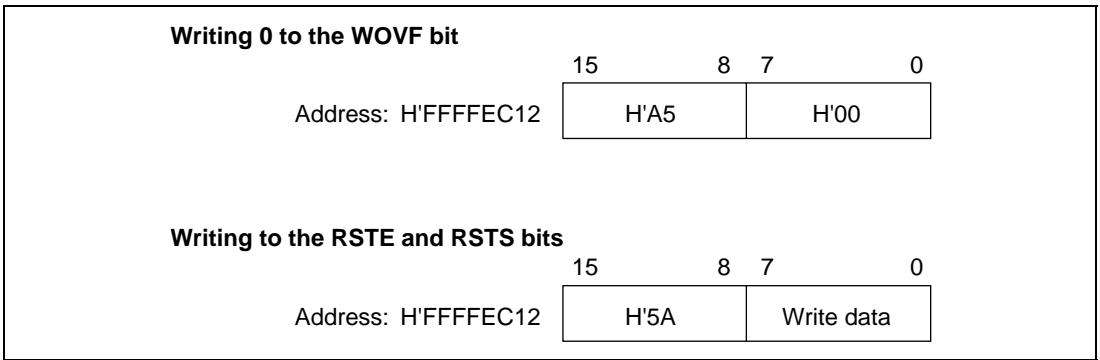 Writing 0 to the WOVF bit
15 8 7 0
Address: H'FFFFEC12 H'A5 H'00
Writing to the RSTE and RSTS bits
15 8 7 0
Address: H'FFFFEC12 H'5A Write data